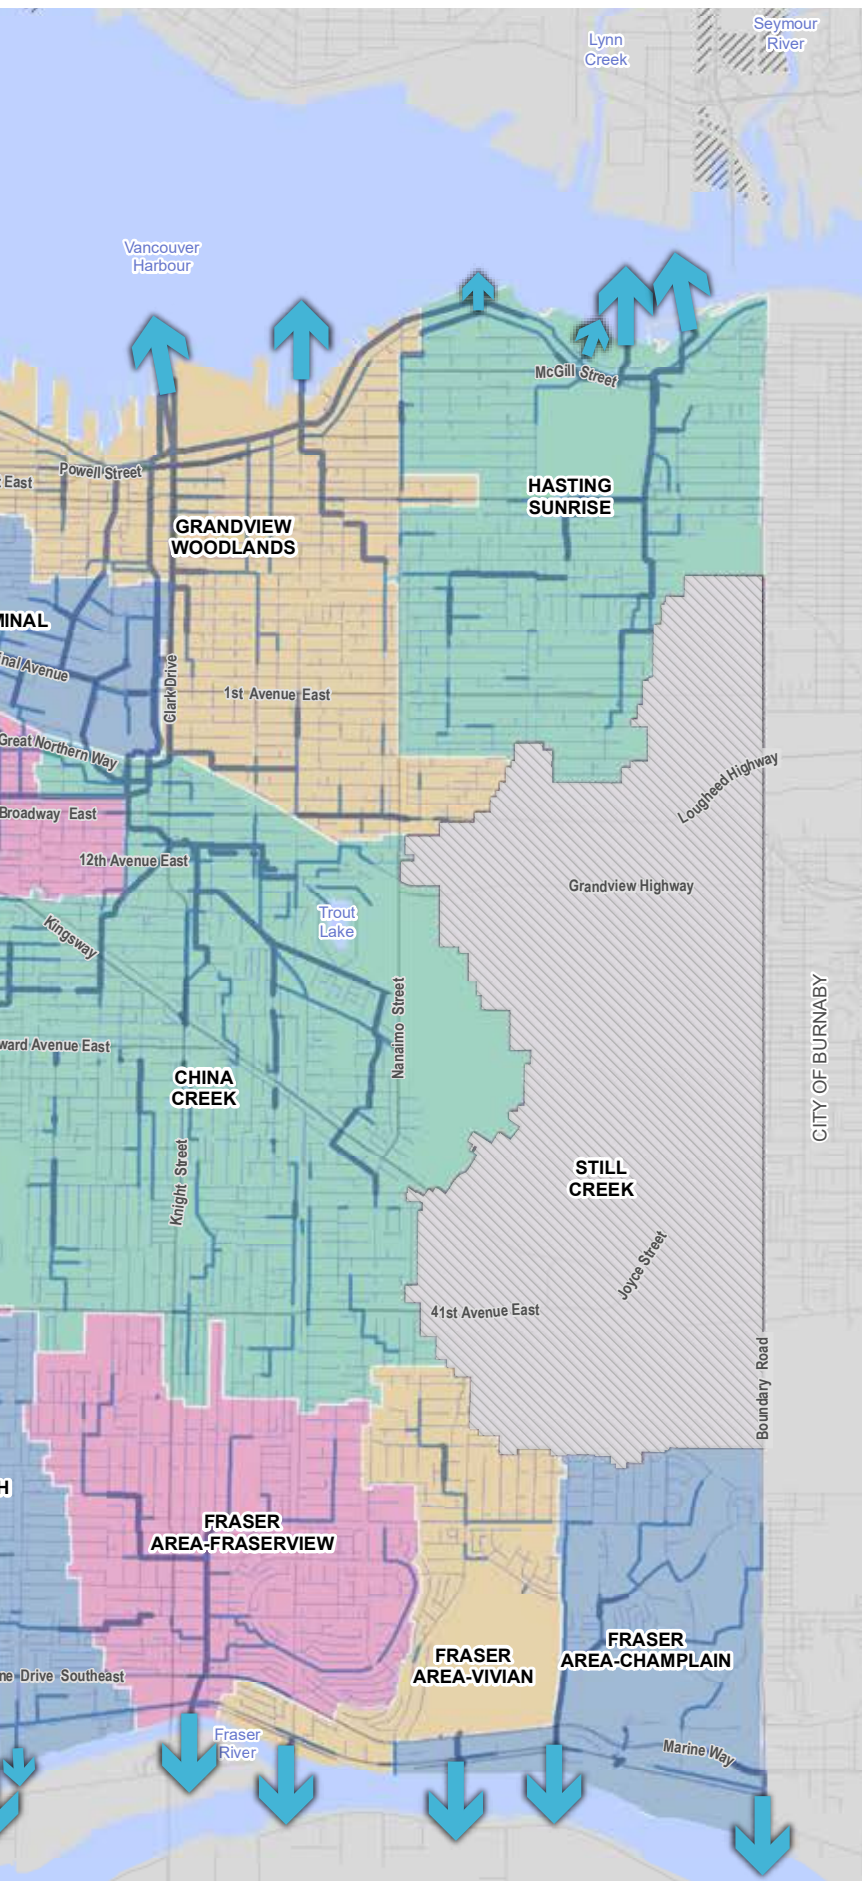 Seymour
River
Lynn
Creek
Vancouver
Harbour
McGill Street
Powell Street
East
HASTING
SUNRISE
GRANDVIEW
WOODLANDS
MINAL
nal Avenue
Clark Drive
1st Avenue East
Great Northern Way
Lougheed Highway
Broadway East
12th Avenue East
Grandview Highway
Trout
Lake
Kingsway
Nanaimo Street
CITY OF BURNABY
ward Avenue East
CHINA
CREEK
Knight Street
STILL
CREEK
Joyce Street
41st Avenue East
Boundary Road
H
FRASER
AREA-FRASERVIEW
FRASER
AREA-VIVIAN
FRASER
AREA-CHAMPLAIN
ne Drive Southeast
Fraser
River
Marine Way